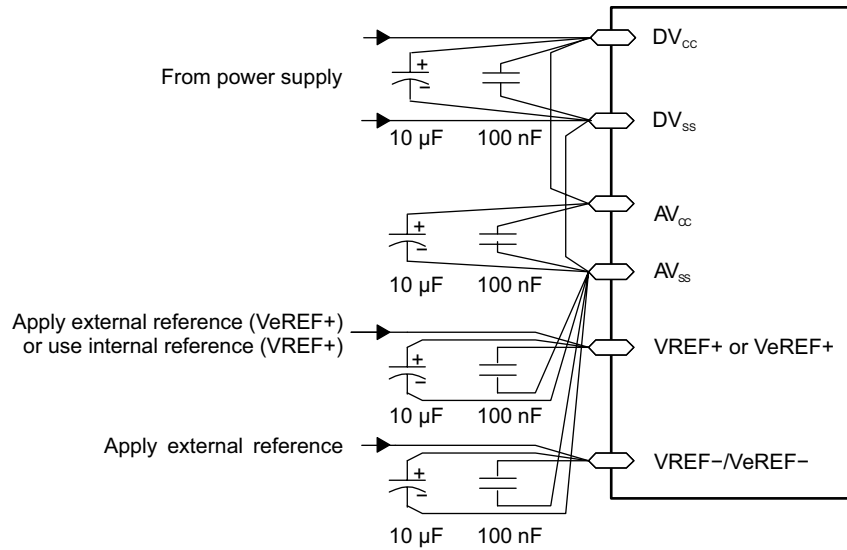 DVCC
From power supply
+
−
DVSS
10 µF 100 nF
AVCC
+
−
AVSS
10 µF 100 nF
Apply external reference (VeREF+)
or use internal reference (VREF+)
VREF+ or VeREF+
+
−
10 µF 100 nF
Apply external reference
VREF−/VeREF−
+
−
10 µF 100 nF